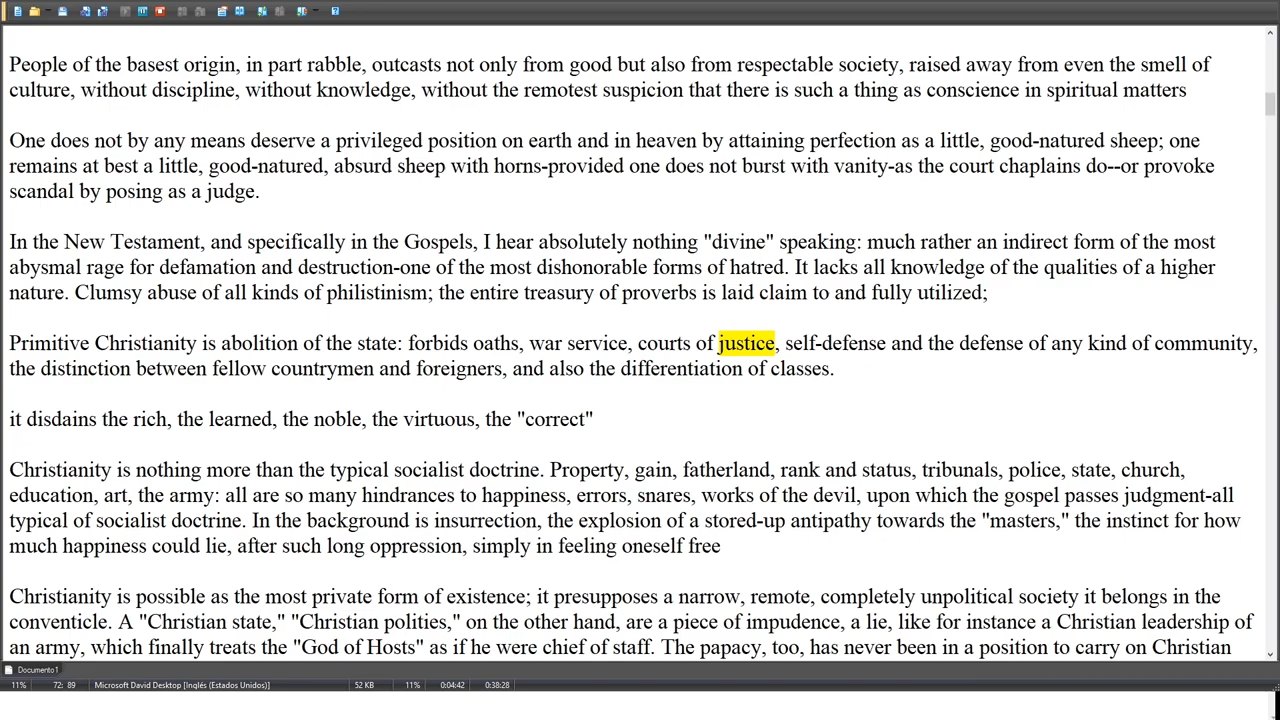 People of the basest origin, in part rabble, outcasts not only from good but also from respectable society, raised away from even the smell of
culture, without discipline, without knowledge, without the remotest suspicion that there is such a thing as conscience in spiritual matters
One does not by any means deserve a privileged position on earth and in heaven by attaining perfection as a little, good-natured sheep; one
remains at best a little, good-natured, absurd sheep with horns-provided one does not burst with vanity-as the court chaplains do--or provoke
scandal by posing as a judge.
In the New Testament, and specifically in the Gospels, I hear absolutely nothing "divine" speaking: much rather an indirect form of the most
abysmal rage for defamation and destruction-one of the most dishonorable forms of hatred. It lacks all knowledge of the qualities of a higher
nature. Clumsy abuse of all kinds of philistinism; the entire treasury of proverbs is laid claim to and fully utilized;
Primitive Christianity is abolition of the state: forbids oaths, war service, courts of justice, self-defense and the defense of any kind of community,
the distinction between fellow countrymen and foreigners, and also the differentiation of classes.
it disdains the rich, the learned, the noble, the virtuous, the "correct"
Christianity is nothing more than the typical socialist doctrine. Property, gain, fatherland, rank and status, tribunals, police, state, church,
education, art, the army: all are so many hindrances to happiness, errors, snares, works of the devil, upon which the gospel passes judgment-all
typical of socialist doctrine. In the background is insurrection, the explosion of a stored-up antipathy towards the "masters," the instinct for how
much happiness could lie, after such long oppression, simply in feeling oneself free
Christianity is possible as the most private form of existence; it presupposes a narrow, remote, completely unpolitical society it belongs in the
conventicle. A "Christian state," "Christian polities," on the other hand, are a piece of impudence, a lie, like for instance a Christian leadership of
an army, which finally treats the "God of Hosts" as if he were chief of staff. The papacy, too, has never been in a position to carry on Christian
Documento1
11% 72: 89 Microsoft David Desktop [Inglés (Estados Unidos)] 52 KB 11% 0:04:42 0:38:28